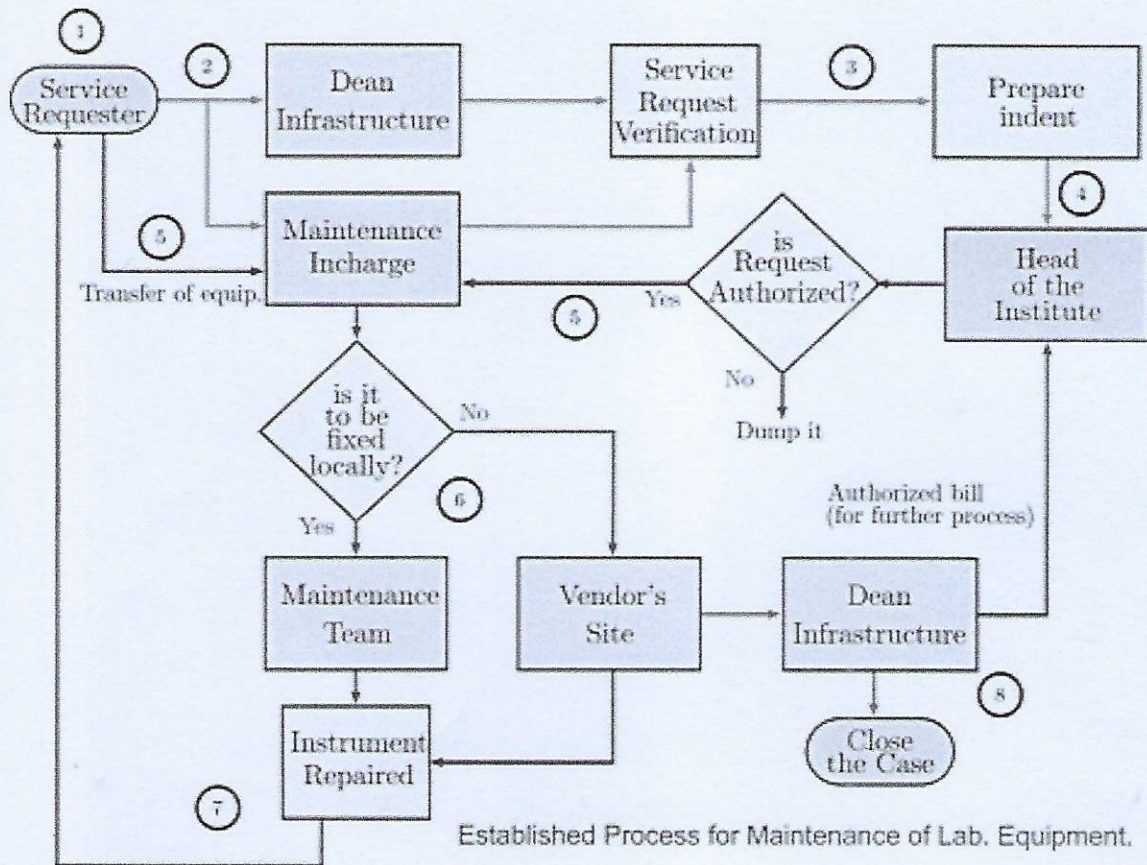 1
Service
Requester
2
Dean
Infrastructure
Service
Request
Verification
3
Prepare
indent
4
Head
of the
Institute
is
Request
Authorized?
Yes
5
No
Dump it
Maintenance
Incharge
5
Transfer of equip.
is it
to be
fixed
locally?
No
6
Yes
Maintenance
Team
Vendor's
Site
Authorized bill
(for further process)
Dean
Infrastructure
8
Close
the Case
Instrument
Repaired
7
Established Process for Maintenance of Lab. Equipment.